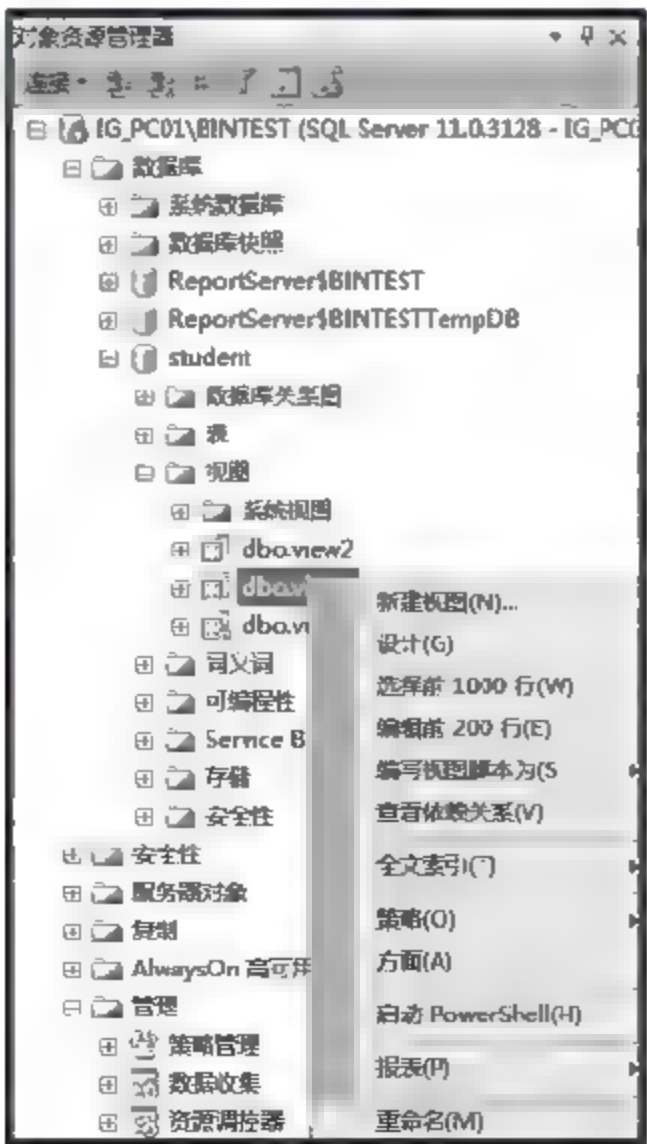 对象资源管理器
连接
IG_PC01\BINTEST (SQL Server 11.0.3128 - IG_PC0
数据库
系统数据库
数据库快照
ReportServer$BINTEST
ReportServer$BINTESTTempDB
student
数据库关系图
表
视图
系统视图
dbo.view2
dbo.vi
dbo.vi
同义词
可编程性
Service B
存储
安全性
安全性
服务器对象
复制
AlwaysOn 高可用
管理
策略管理
数据收集
资源调控器
新建视图(N)...
设计(G)
选择前 1000 行(W)
编辑前 200 行(E)
编写视图脚本为(S
查看依赖关系(V)
全文索引(T)
策略(O)
方面(A)
启动 PowerShell(H)
报表(P)
重命名(M)